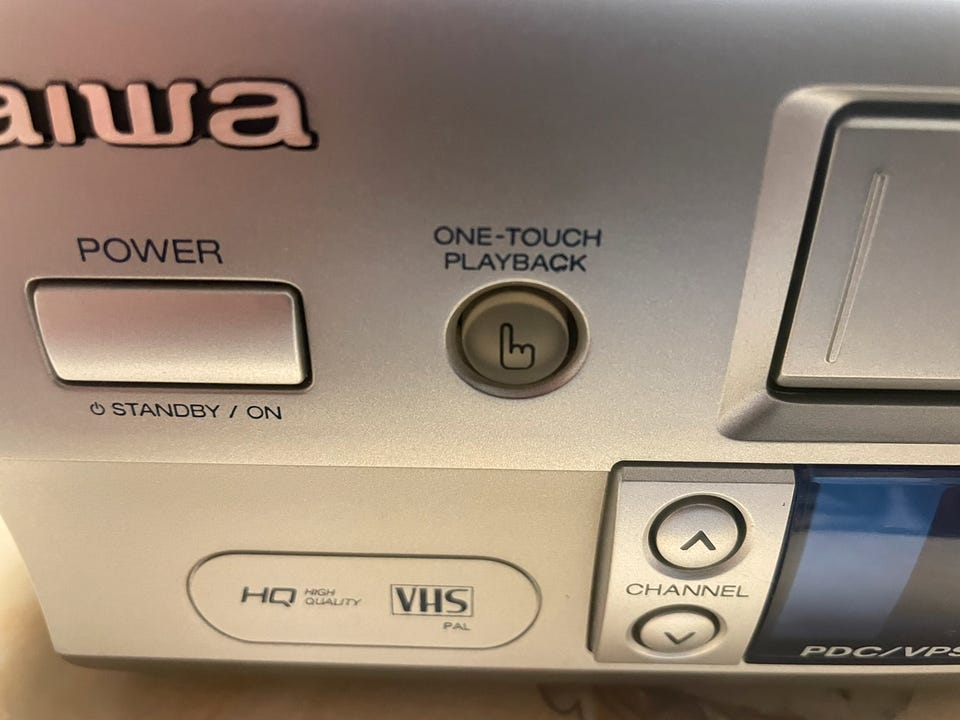 aiwa
POWER
ONE-TOUCH
PLAYBACK
STANDBY / ON
CHANNEL
HQ HIGH QUALITY
VHS
PAL
PDC/VPS